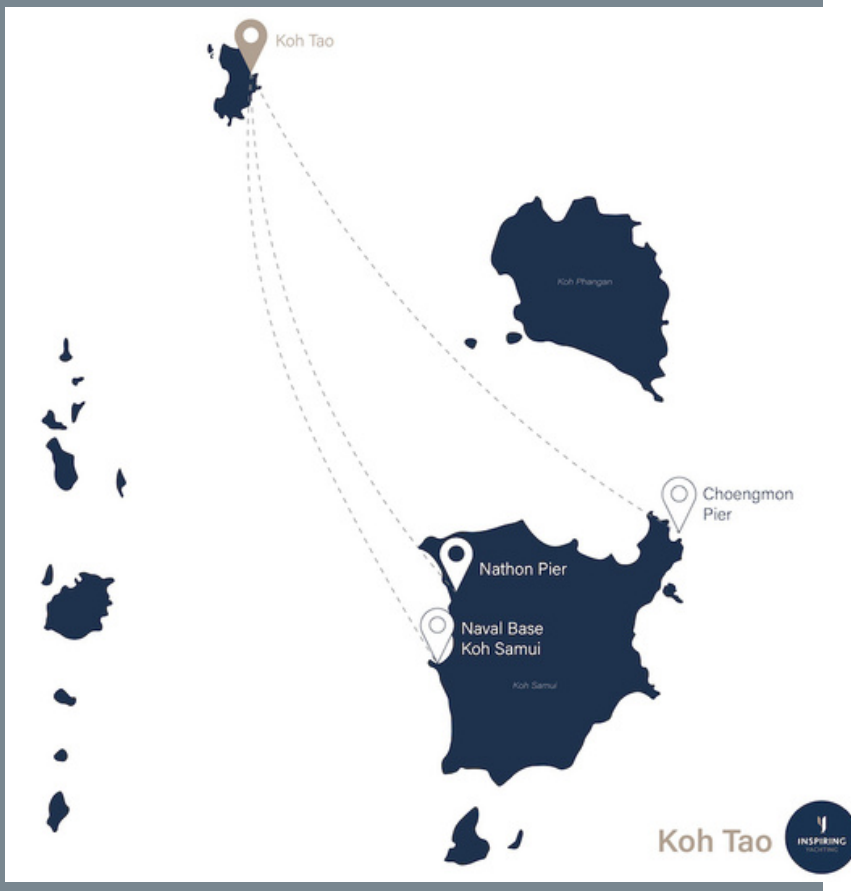 Koh Tao
Koh Phangan
Choengmon
Pier
Nathon Pier
Naval Base
Koh Samui
Koh Samui
Koh Tao
INSPIRING
YACHTING